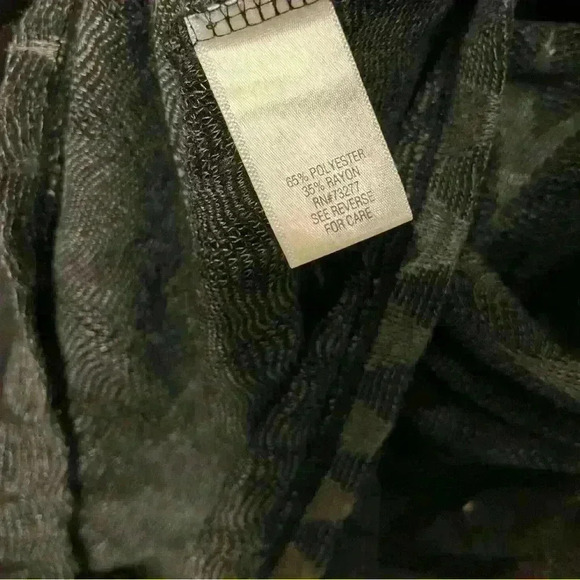 65% POLYESTER
35% RAYON
RN#73277
SEE REVERSE
FOR CARE